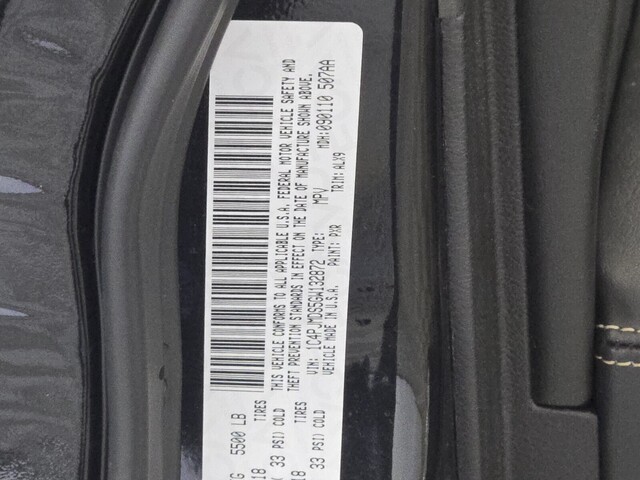 G 5500 LB
18 TIRES
( 33 PSI) COLD
18 TIRES
33 PSI) COLD
THIS VEHICLE CONFORMS TO ALL APPLICABLE U.S.A. FEDERAL MOTOR VEHICLE SAFETY AND
THEFT PREVENTION STANDARDS IN EFFECT ON THE DATE OF MANUFACTURE SHOWN ABOVE.
VIN: 1C4PJMDS5GW132872 TYPE: MPV MDH:090110 507AA
VEHICLE MADE IN U.S.A. PAINT: PXR TRIM: ALX9